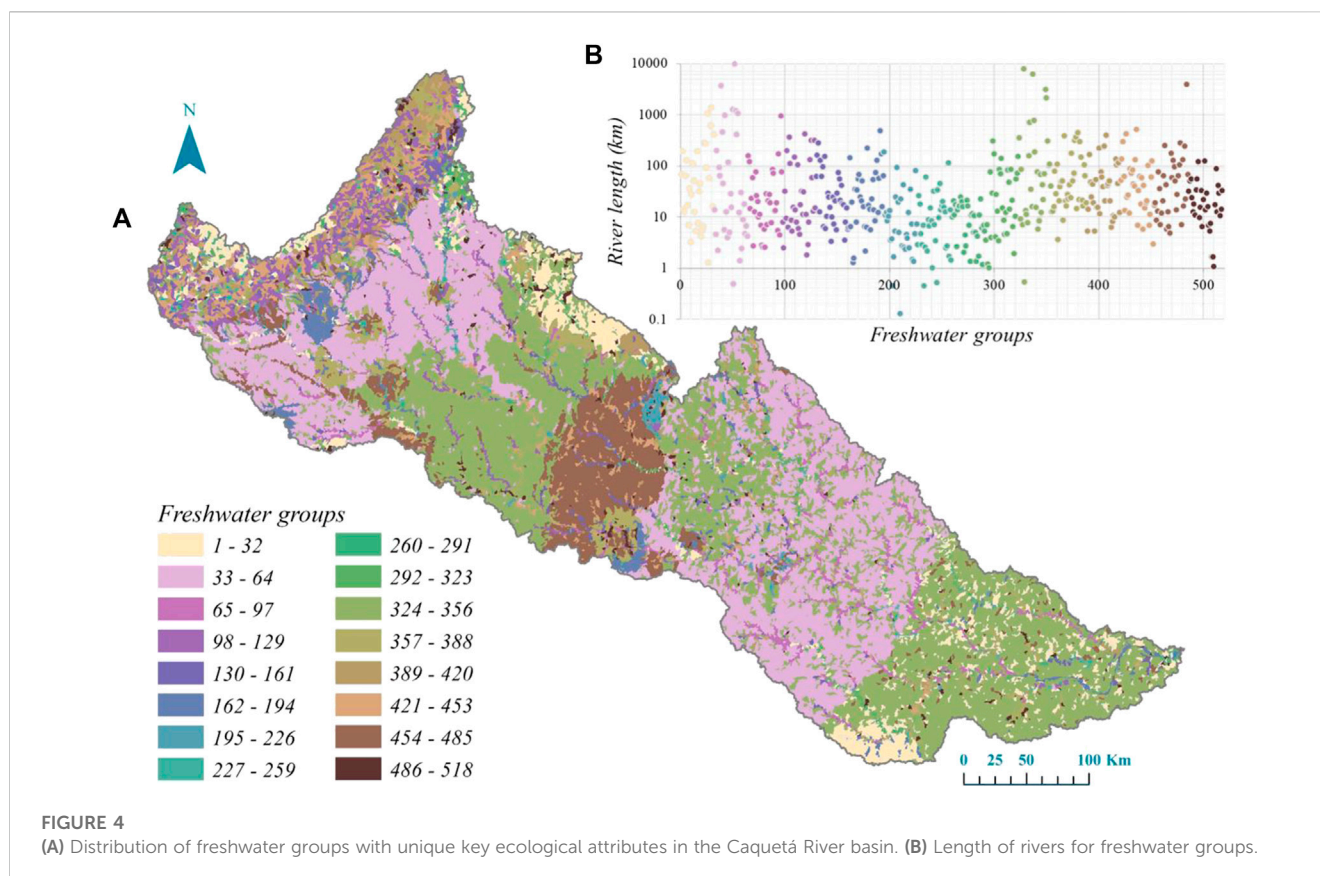 B
10000
1000
100
10
1
0.1
River length (km)
0 100 200 300 400 500
Freshwater groups
N
A
Freshwater groups
1 - 32
33 - 64
65 - 97
98 - 129
130 - 161
162 - 194
195 - 226
227 - 259
260 - 291
292 - 323
324 - 356
357 - 388
389 - 420
421 - 453
454 - 485
486 - 518
0 25 50 100 Km
FIGURE 4
(A) Distribution of freshwater groups with unique key ecological attributes in the Caquetá River basin. (B) Length of rivers for freshwater groups.